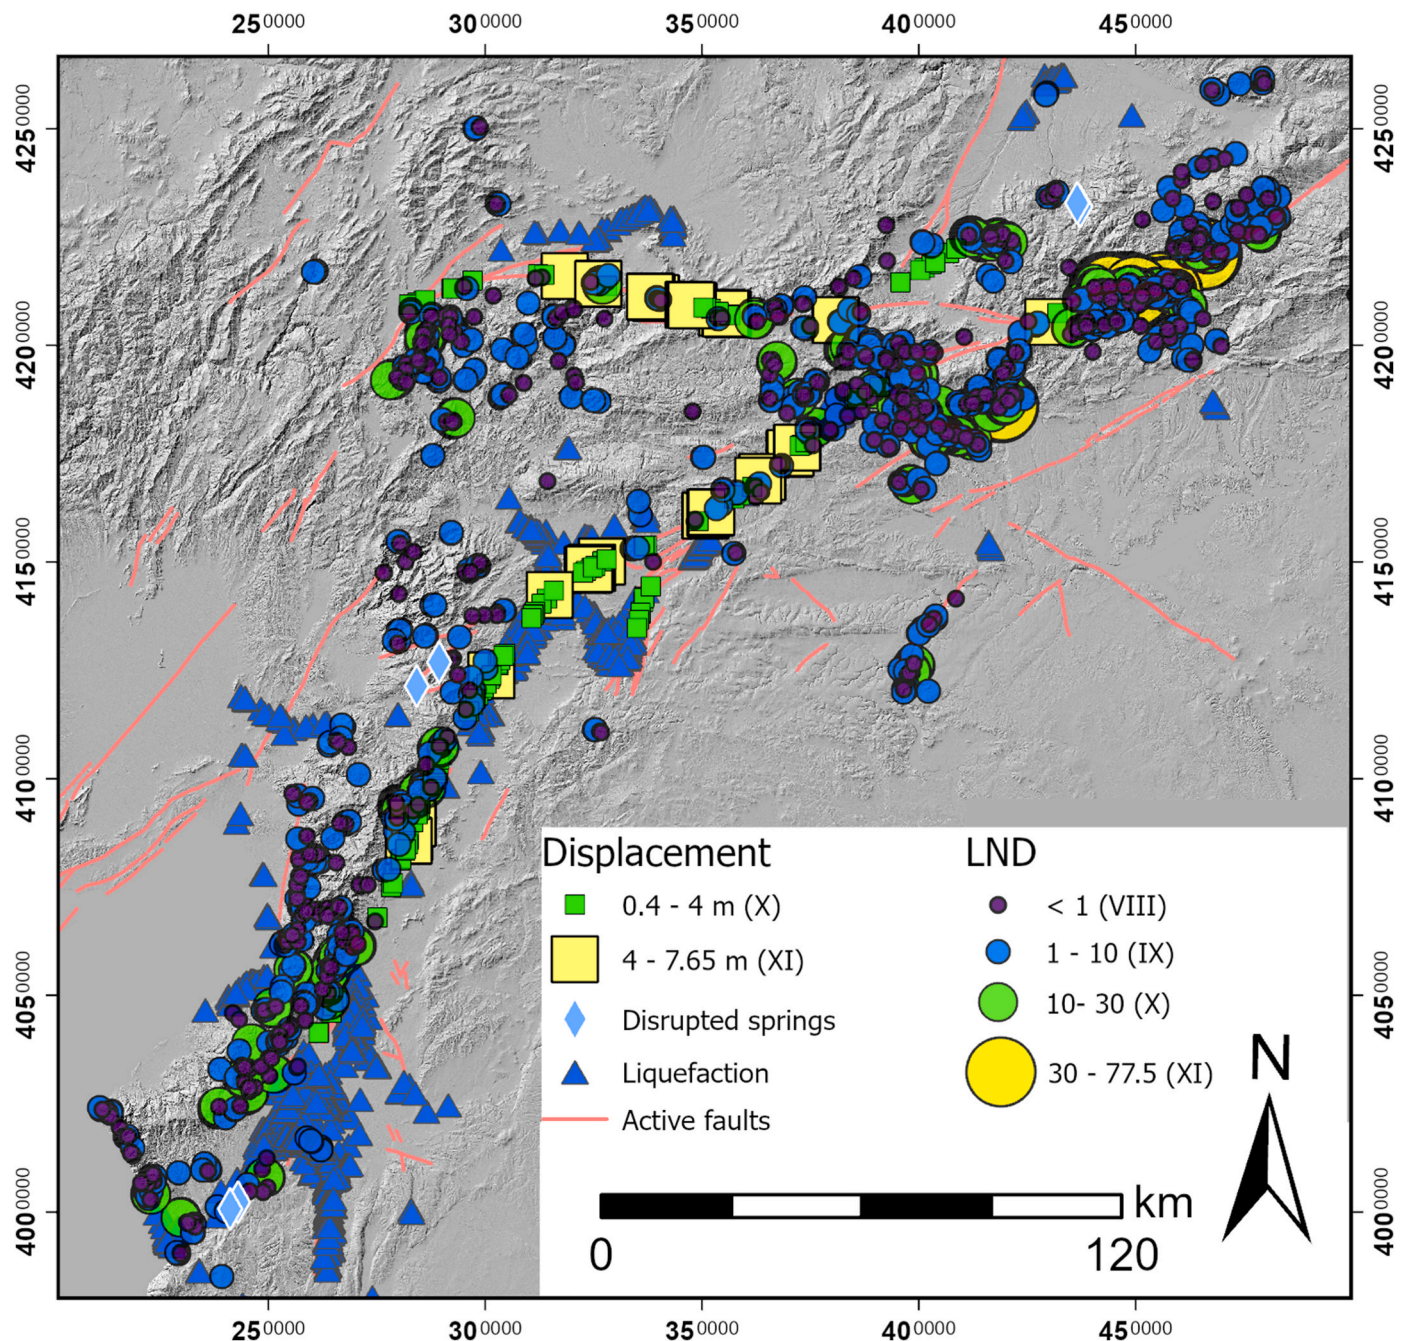 250000 300000 350000 400000 450000
4250000 4250000
4200000 4200000
4150000 4150000
4100000 4100000
4050000 4050000
4000000 4000000
Displacement
0.4 - 4 m (X)
4 - 7.65 m (XI)
Disrupted springs
Liquefaction
Active faults
LND
< 1 (VIII)
1 - 10 (IX)
10- 30 (X)
30 - 77.5 (XI)
N
km
0 120
250000 300000 350000 400000 450000